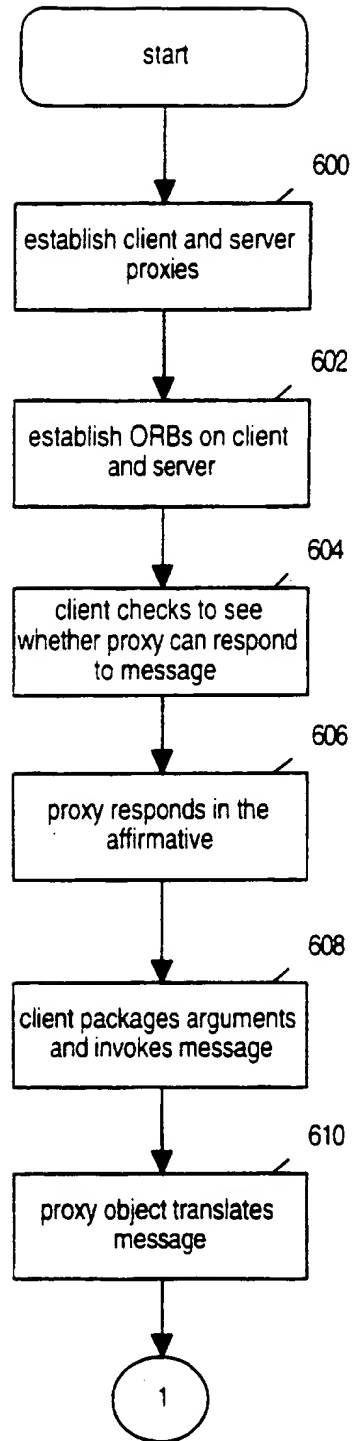 start
600
establish client and server
proxies
602
establish ORBs on client
and server
604
client checks to see
whether proxy can respond
to message
606
proxy responds in the
affirmative
608
client packages arguments
and invokes message
610
proxy object translates
message
1